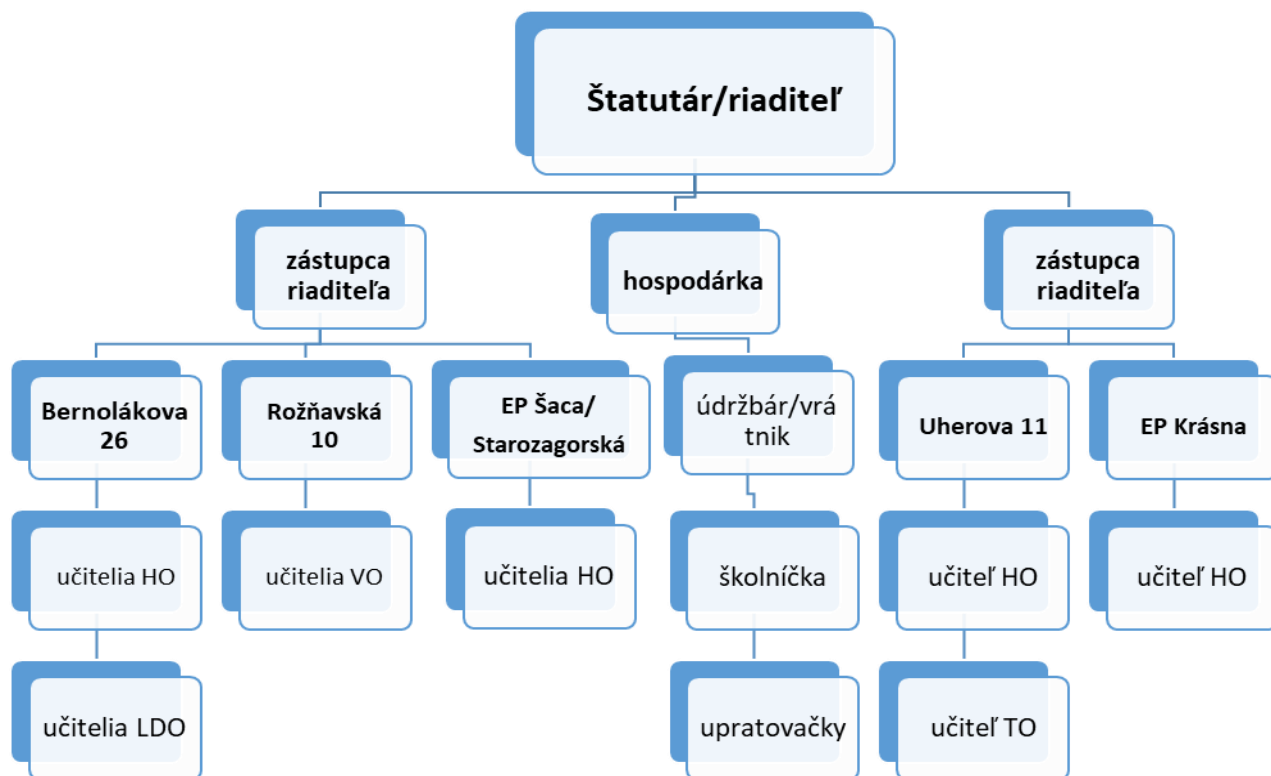 Štatutár/riaditeľ
zástupca
riaditeľa
hospodárka
zástupca
riaditeľa
Bernolákova
26
Rožňavská
10
EP Šaca/
Starozagorská
údržbár/vrá
tnik
Uherova 11
EP Krásna
učitelia HO
učitelia VO
učitelia HO
školníčka
učiteľ HO
učiteľ HO
učitelia LDO
upratovačky
učiteľ TO